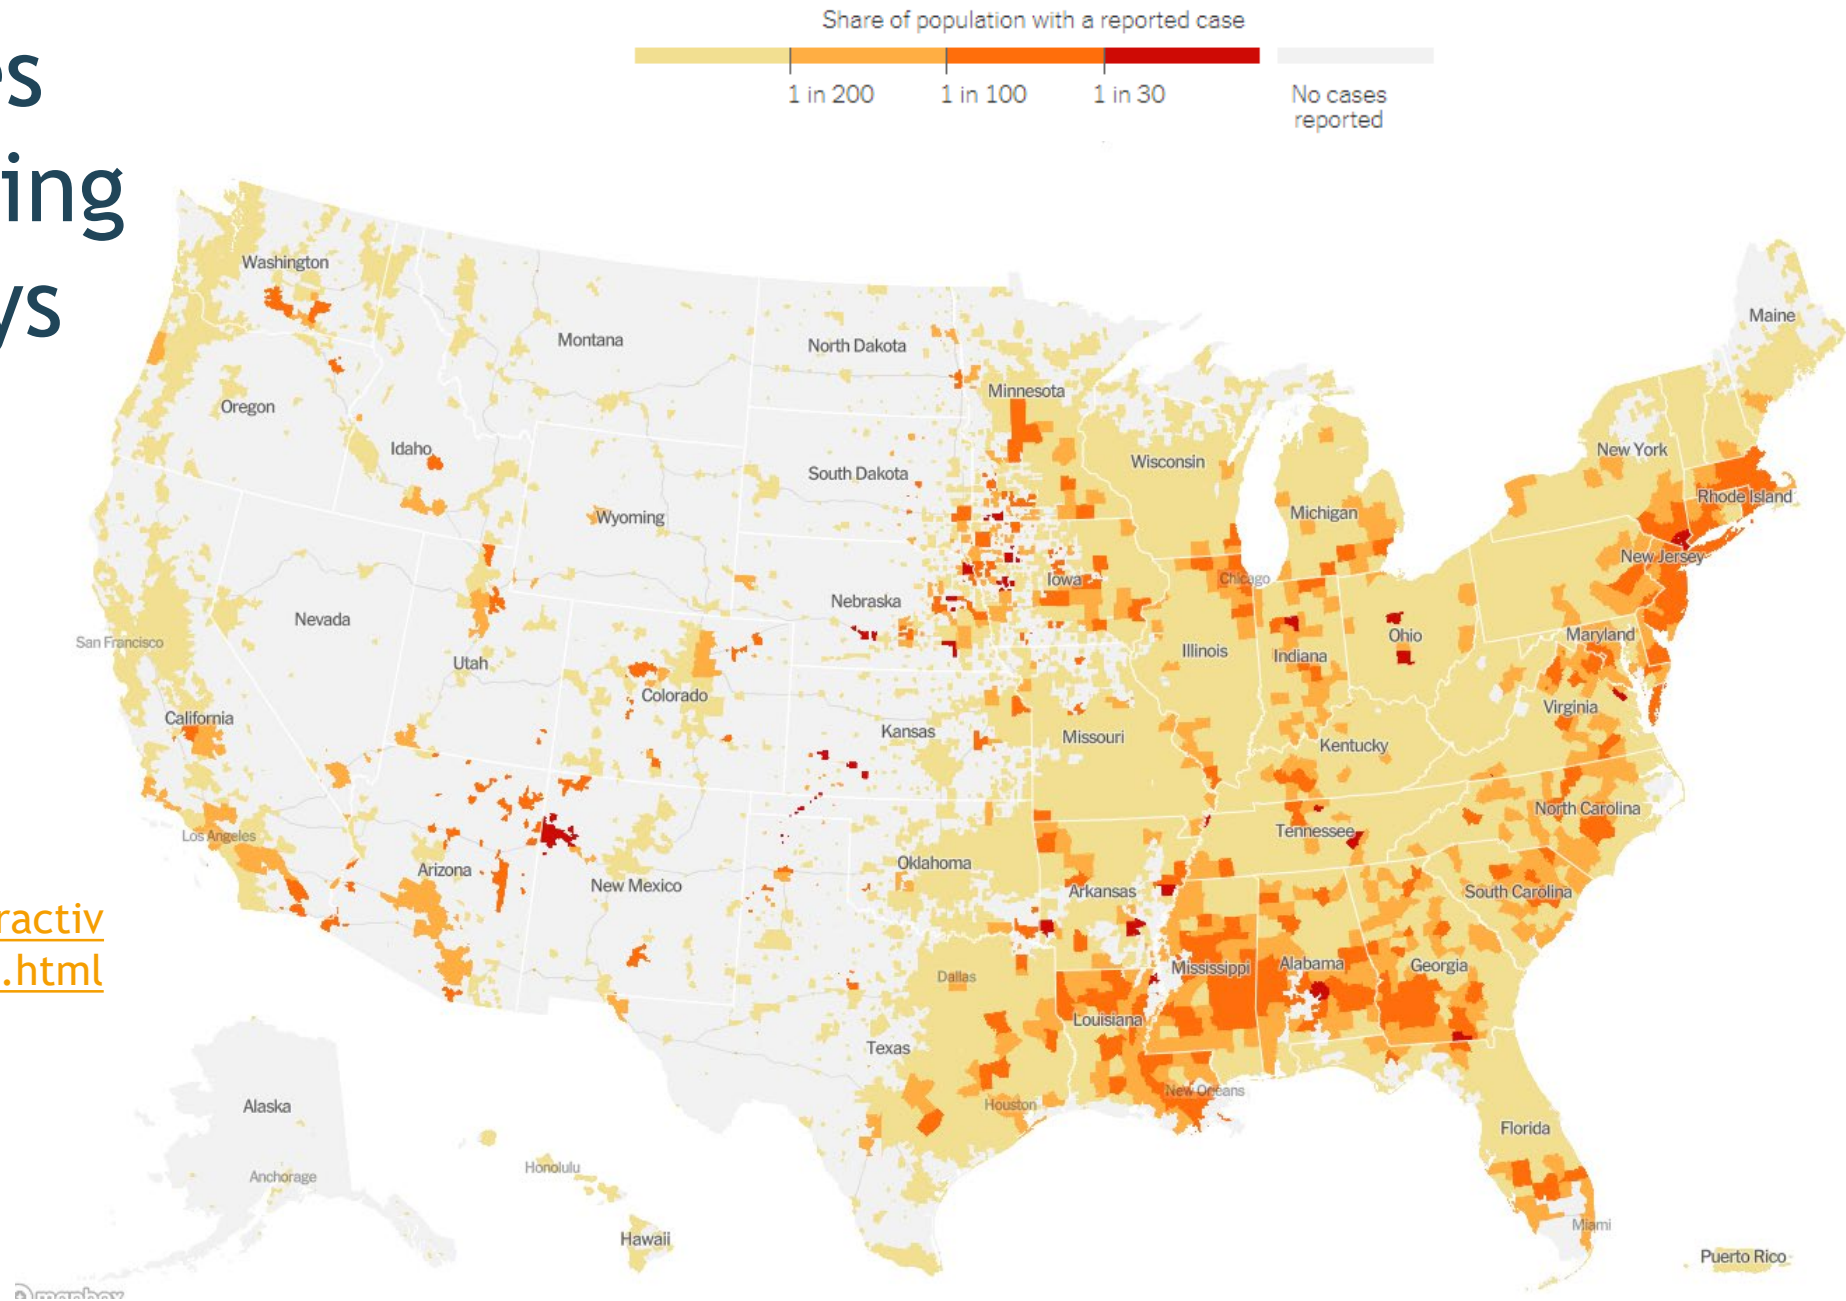 es
ing
ys
Share of population with a reported case
1 in 200
1 in 100
1 in 30
No cases
reported
Washington
Montana
North Dakota
Minnesota
Maine
Oregon
Idaho
South Dakota
Wisconsin
New York
Wyoming
Michigan
Rhode Island
New Jersey
Nevada
Nebraska
Iowa
Chicago
San Francisco
Utah
Colorado
Illinois
Indiana
Ohio
Maryland
California
Kansas
Missouri
Kentucky
Virginia
Los Angeles
Arizona
New Mexico
Oklahoma
Arkansas
Tennessee
North Carolina
South Carolina
ractiv
.html
Dallas
Mississippi
Alabama
Georgia
Louisiana
Texas
Houston
New Orleans
Alaska
Anchorage
Honolulu
Hawaii
Florida
Miami
Puerto Rico
mapbox